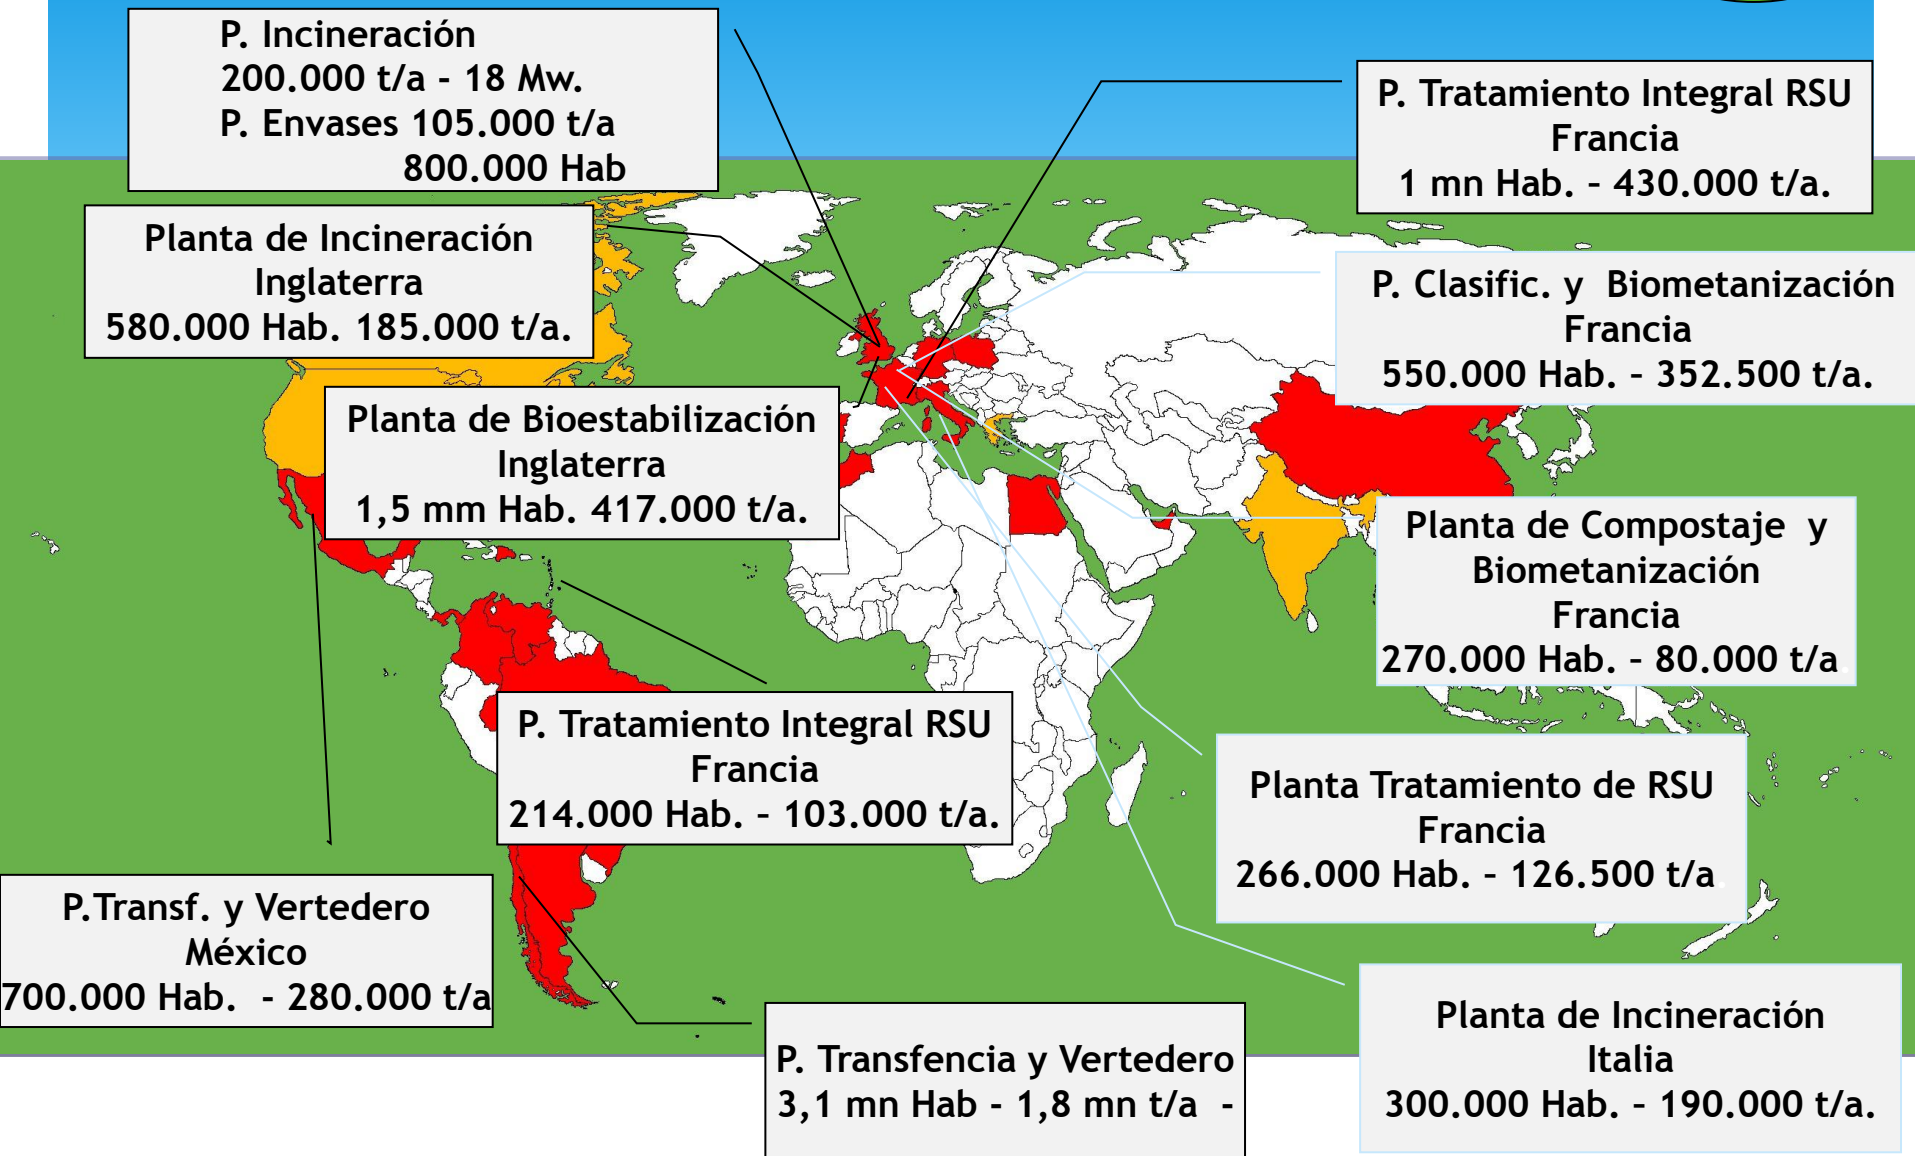 P. Incineración
200.000 t/a - 18 Mw.
P. Envases 105.000 t/a
800.000 Hab
P. Tratamiento Integral RSU
Francia
1 mn Hab. – 430.000 t/a.
Planta de Incineración
Inglaterra
580.000 Hab. 185.000 t/a.
P. Clasific. y Biometanización
Francia
550.000 Hab. – 352.500 t/a.
Planta de Bioestabilización
Inglaterra
1,5 mm Hab. 417.000 t/a.
Planta de Compostaje y
Biometanización
Francia
270.000 Hab. – 80.000 t/a.
P. Tratamiento Integral RSU
Francia
214.000 Hab. – 103.000 t/a.
Planta Tratamiento de RSU
Francia
266.000 Hab. – 126.500 t/a.
P.Transf. y Vertedero
México
700.000 Hab. - 280.000 t/a
P. Transfencia y Vertedero
3,1 mn Hab - 1,8 mn t/a -
Planta de Incineración
Italia
300.000 Hab. – 190.000 t/a.